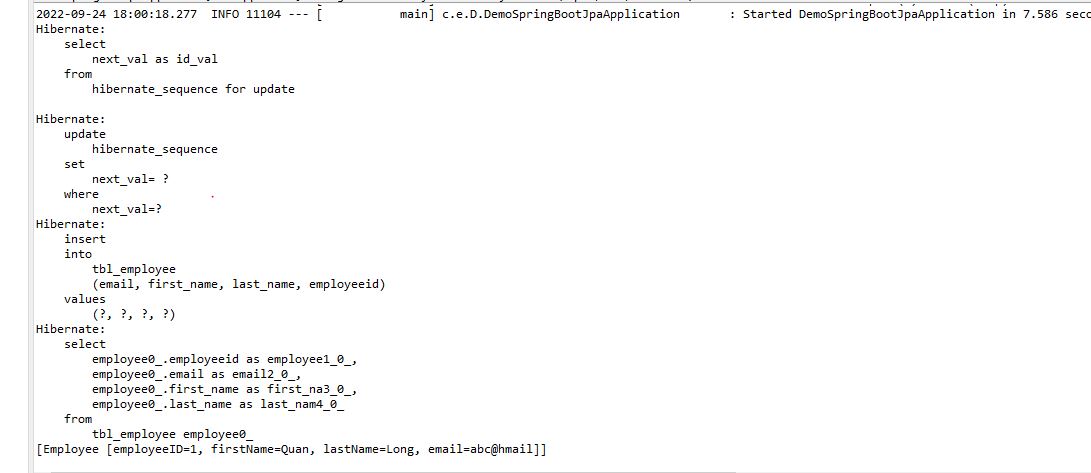 2022-09-24 18:00:18.277  INFO 11104 --- [           main] c.e.D.DemoSpringBootJpaApplication       : Started DemoSpringBootJpaApplication in 7.586 seco
Hibernate:
    select
        next_val as id_val
    from
        hibernate_sequence for update

Hibernate:
    update
        hibernate_sequence
    set
        next_val= ?
    where
        next_val=?
Hibernate:
    insert
    into
        tbl_employee
        (email, first_name, last_name, employeeid)
    values
        (?, ?, ?, ?)
Hibernate:
    select
        employee0_.employeeid as employee1_0_,
        employee0_.email as email2_0_,
        employee0_.first_name as first_na3_0_,
        employee0_.last_name as last_nam4_0_
    from
        tbl_employee employee0_
[Employee [employeeID=1, firstName=Quan, lastName=Long, email=abc@hmail]]